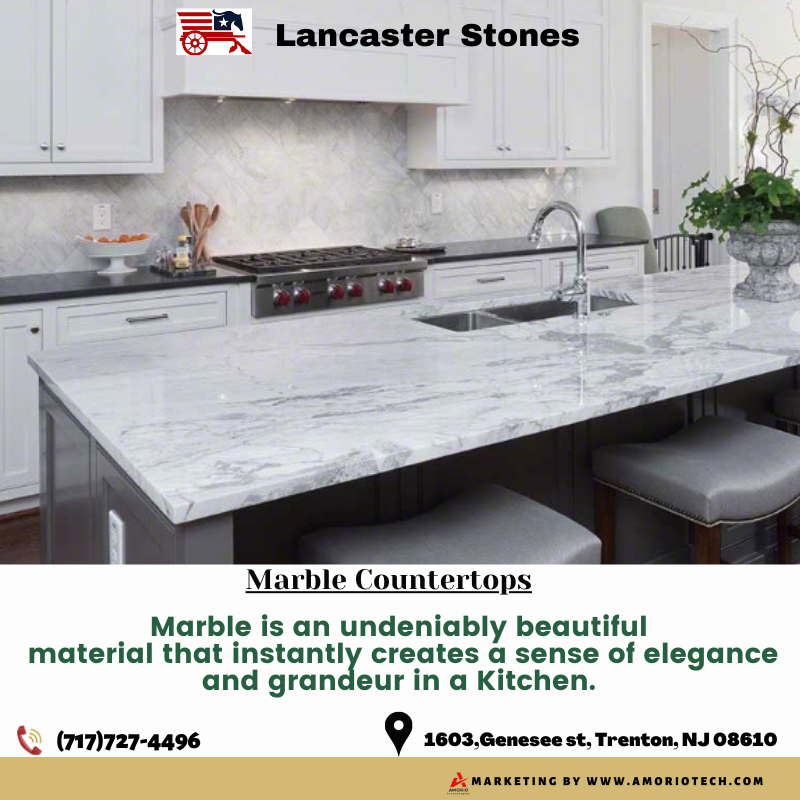 Lancaster Stones
Marble Countertops
Marble is an undeniably beautiful
material that instantly creates a sense of elegance
and grandeur in a Kitchen.
(717)727-4496
1603,Genesee st, Trenton, NJ 08610
AMORIO
MARKETING BY WWW.AMORIOTECH.COM